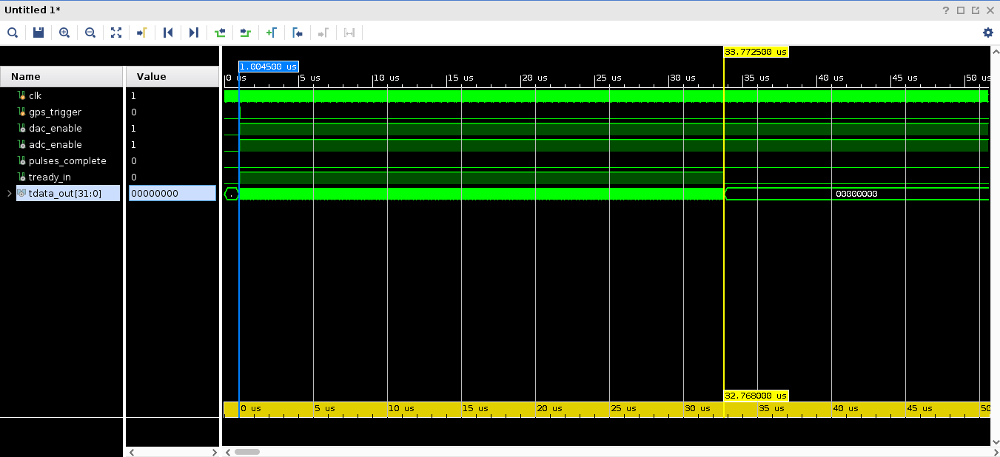 Untitled 1*
33.772500 us
1.004500 us
0 us 5 us 10 us 15 us 20 us 25 us 30 us 35 us 40 us 45 us 50 us
Name Value
clk 1
gps_trigger 0
dac_enable 1
adc_enable 1
pulses_complete 0
tready_in 0
tdata_out[31:0] 00000000 . 00000000
32.768000 us
0 us 5 us 10 us 15 us 20 us 25 us 30 us 35 us 40 us 45 us 50